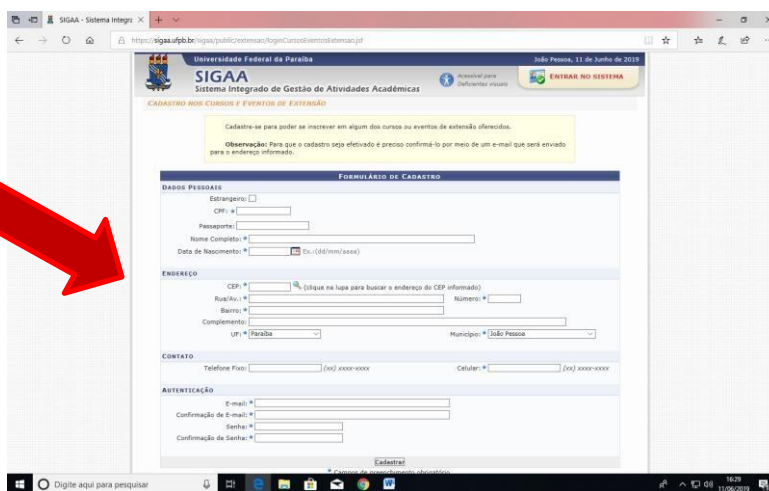 SIGAA - Sistema Integra
https://sigaa.ufpb.br/sigaa/public/extensao/loginCursosEventosExtensao.jsf
Universidade Federal da Paraíba
João Pessoa, 11 de Junho de 2019
SIGAA
Sistema Integrado de Gestão de Atividades Acadêmicas
Acessível para
Deficientes visuais
ENTRAR NO SISTEMA
CADASTRO NOS CURSOS E EVENTOS DE EXTENSÃO
Cadastre-se para poder se inscrever em algum dos cursos ou eventos de extensão oferecidos.
Observação: Para que o cadastro seja efetivado é preciso confirmá-lo por meio de um e-mail que será enviado
para o endereço informado.
FORMULÁRIO DE CADASTRO
DADOS PESSOAIS
Estrangeiro:
CPF: *
Passaporte:
Nome Completo: *
Data de Nascimento: * Ex.:(dd/mm/aaaa)
ENDEREÇO
CEP: * (clique na lupa para buscar o endereço do CEP informado)
Rua/Av.: * Número: *
Bairro: *
Complemento:
UF: * Paraíba Município: * João Pessoa
CONTATO
Telefone Fixo: (xx) xxxx-xxxx Celular: * (xx) xxxx-xxxx
AUTENTICAÇÃO
E-mail: *
Confirmação de E-mail: *
Senha: *
Confirmação de Senha: *
Cadastrar
* Campos de preenchimento obrigatório
Digite aqui para pesquisar
16:29
11/06/2019